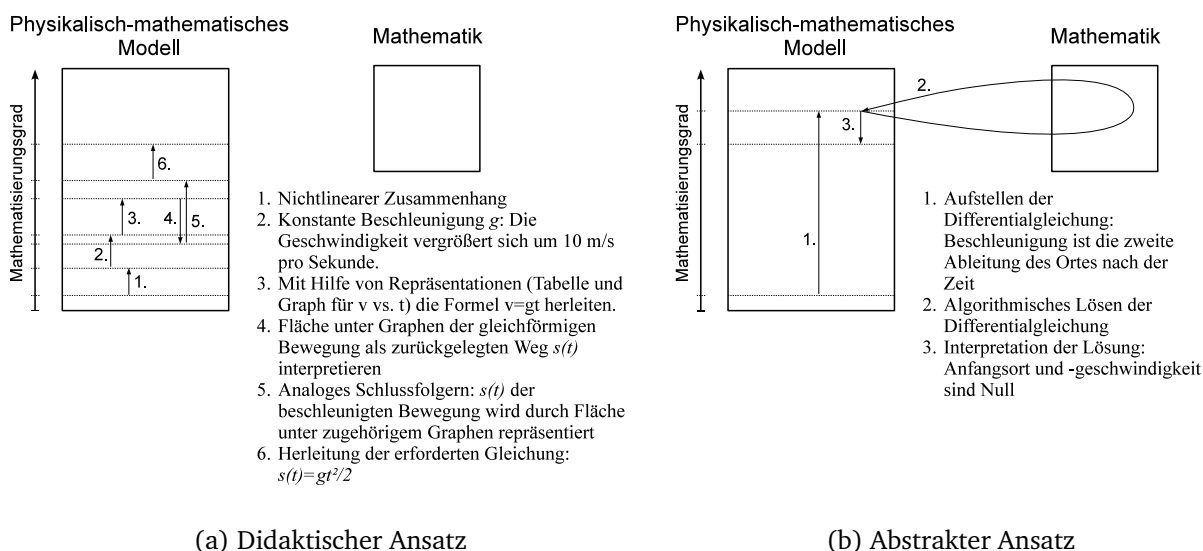 Physikalisch-mathematisches
Modell
Mathematik
Mathematisierungsgrad
6.
3.
4.
5.
2.
1.
1. Nichtlinearer Zusammenhang
2. Konstante Beschleunigung g: Die
Geschwindigkeit vergrößert sich um 10 m/s
pro Sekunde.
3. Mit Hilfe von Repräsentationen (Tabelle und
Graph für v vs. t) die Formel v=gt herleiten.
4. Fläche unter Graphen der gleichförmigen
Bewegung als zurückgelegten Weg s(t)
interpretieren
5. Analoges Schlussfolgern: s(t) der
beschleunigten Bewegung wird durch Fläche
unter zugehörigem Graphen repräsentiert
6. Herleitung der erforderten Gleichung:
s(t)=gt²/2
(a) Didaktischer Ansatz
Physikalisch-mathematisches
Modell
Mathematik
Mathematisierungsgrad
2.
3.
1.
1. Aufstellen der
Differentialgleichung:
Beschleunigung ist die zweite
Ableitung des Ortes nach der
Zeit
2. Algorithmisches Lösen der
Differentialgleichung
3. Interpretation der Lösung:
Anfangsort und -geschwindigkeit
sind Null
(b) Abstrakter Ansatz